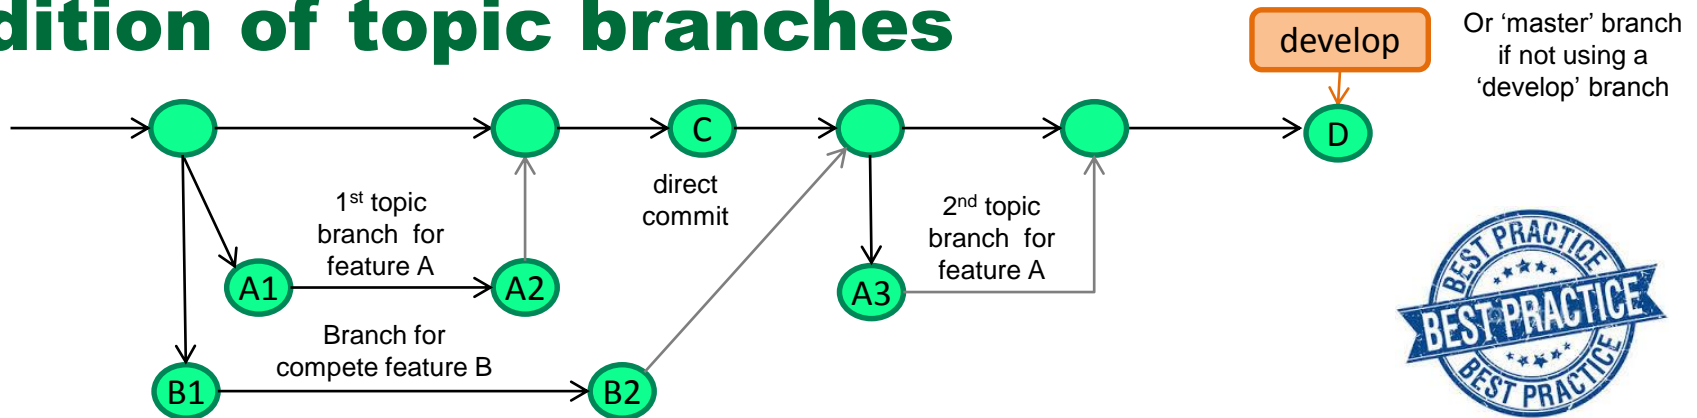 dition of topic branches
develop
Or ‘master’ branch
if not using a
‘develop’ branch
C
D
direct
commit
1st topic
branch for
feature A
2nd topic
branch for
feature A
A1
A2
A3
Branch for
compete feature B
B1
B2
BEST PRACTICE
BEST PRACTICE
BEST PRACTICE